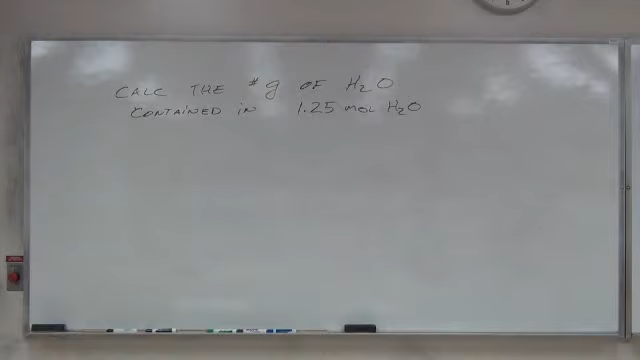 CALC THE # g OF H₂O
CONTAINED IN 1.25 MOL H₂O